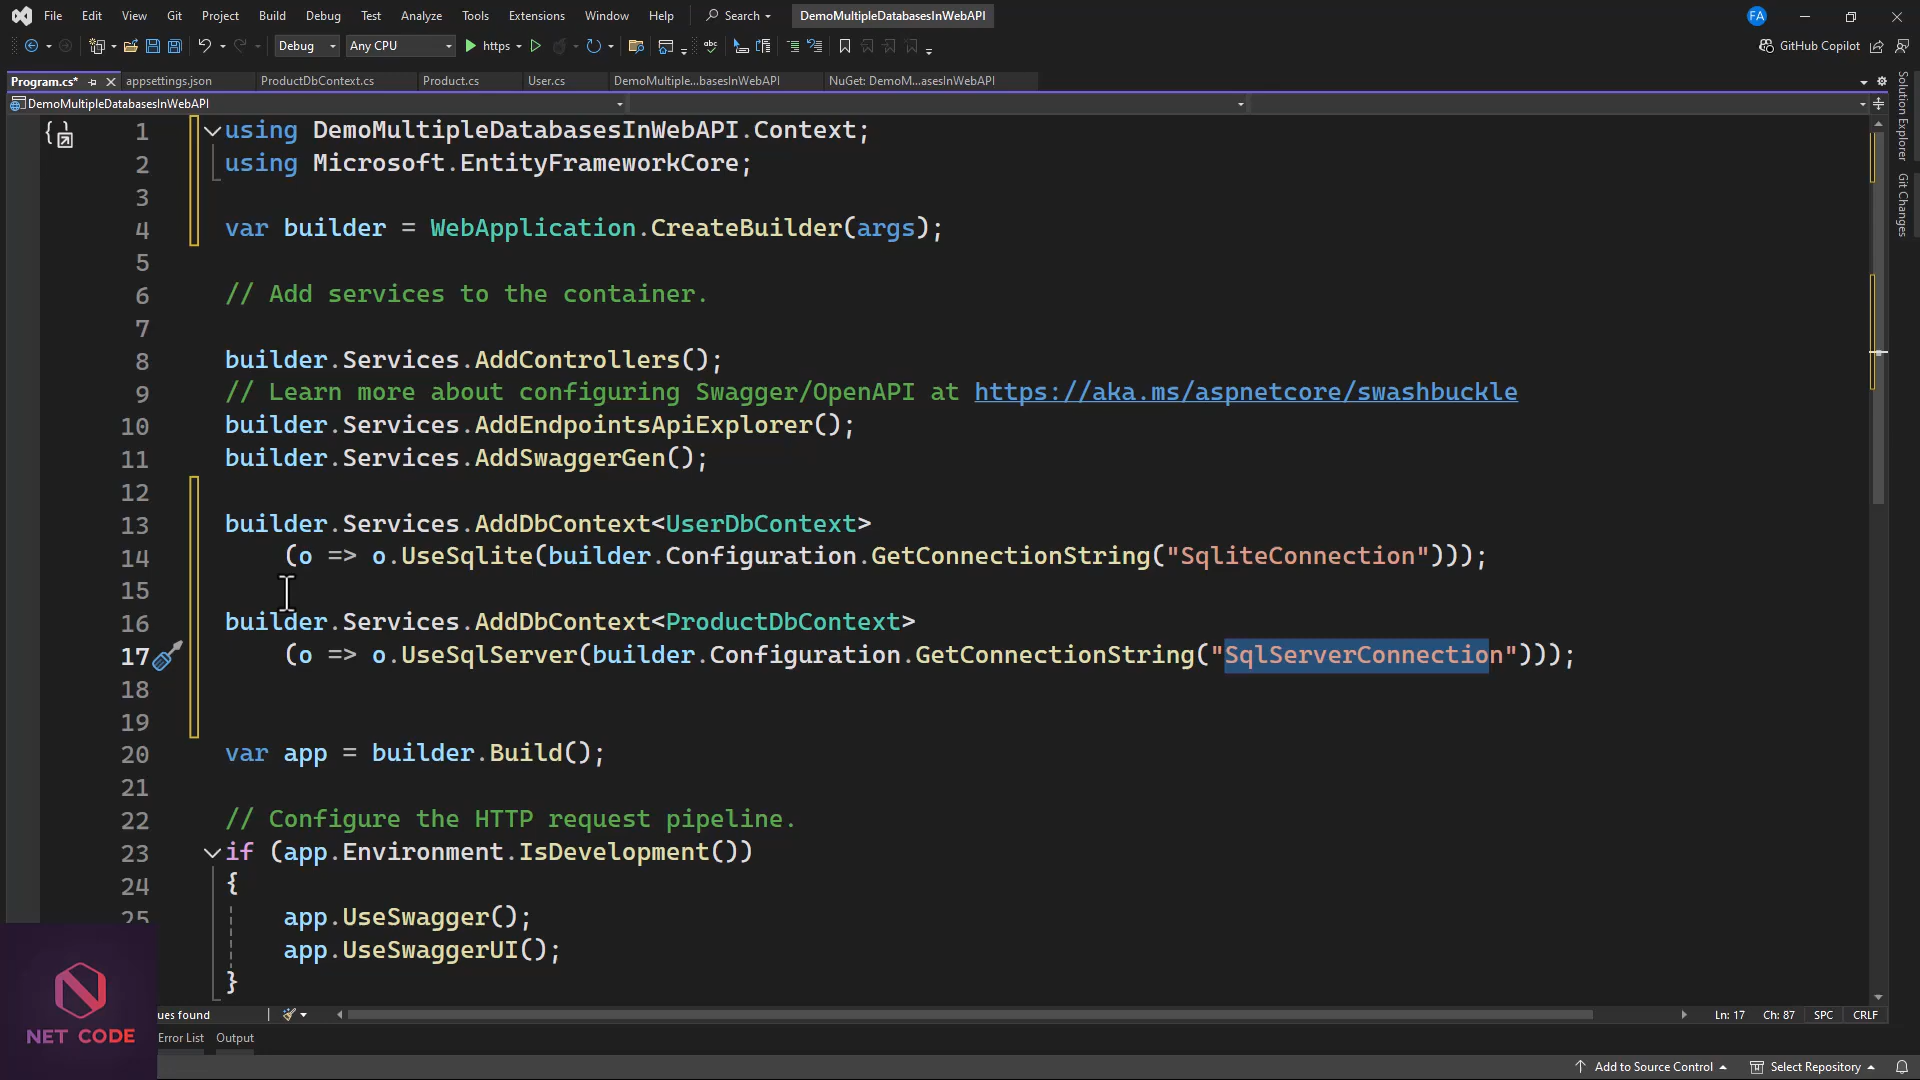 File Edit View Git Project Build Debug Test Analyze Tools Extensions Window Help Search DemoMultipleDatabasesInWebAPI FA
Debug Any CPU https GitHub Copilot
Program.cs* appsettings.json ProductDbContext.cs Product.cs User.cs DemoMultiple...basesInWebAPI NuGet: DemoM...asesInWebAPI
DemoMultipleDatabasesInWebAPI
1 using DemoMultipleDatabasesInWebAPI.Context;
2 using Microsoft.EntityFrameworkCore;
3
4 var builder = WebApplication.CreateBuilder(args);
5
6 // Add services to the container.
7
8 builder.Services.AddControllers();
9 // Learn more about configuring Swagger/OpenAPI at https://aka.ms/aspnetcore/swashbuckle
10 builder.Services.AddEndpointsApiExplorer();
11 builder.Services.AddSwaggerGen();
12
13 builder.Services.AddDbContext<UserDbContext>
14 (o => o.UseSqlite(builder.Configuration.GetConnectionString("SqliteConnection")));
15
16 builder.Services.AddDbContext<ProductDbContext>
17 (o => o.UseSqlServer(builder.Configuration.GetConnectionString("SqlServerConnection")));
18
19
20 var app = builder.Build();
21
22 // Configure the HTTP request pipeline.
23 if (app.Environment.IsDevelopment())
24 {
25 app.UseSwagger();
app.UseSwaggerUI();
}
Solution Explorer
Git Changes
NET CODE
ues found Ln: 17 Ch: 87 SPC CRLF
Error List Output
Add to Source Control Select Repository